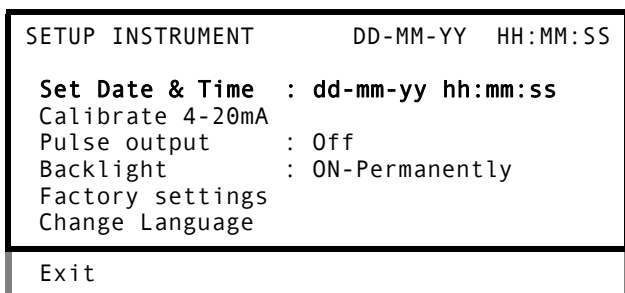 SETUP INSTRUMENT DD-MM-YY HH:MM:SS
Set Date & Time : dd-mm-yy hh:mm:ss
Calibrate 4-20mA
Pulse output : Off
Backlight : ON-Permanently
Factory settings
Change Language
Exit